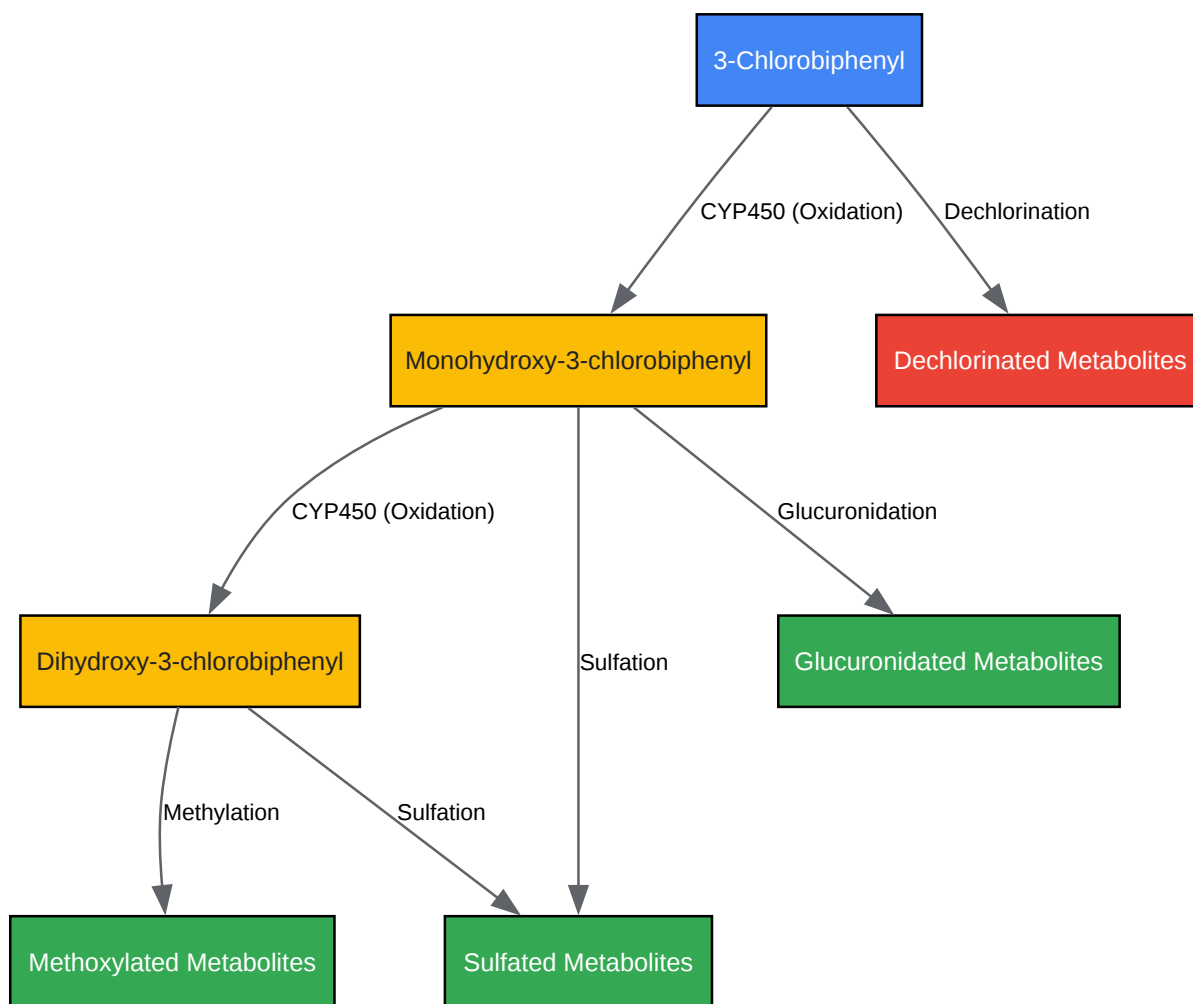 3-Chlorobiphenyl
CYP450 (Oxidation)
Dechlorination
Monohydroxy-3-chlorobiphenyl
Dechlorinated Metabolites
CYP450 (Oxidation)
Glucuronidation
Dihydroxy-3-chlorobiphenyl
Sulfation
Glucuronidated Metabolites
Methylation
Sulfation
Methoxylated Metabolites
Sulfated Metabolites